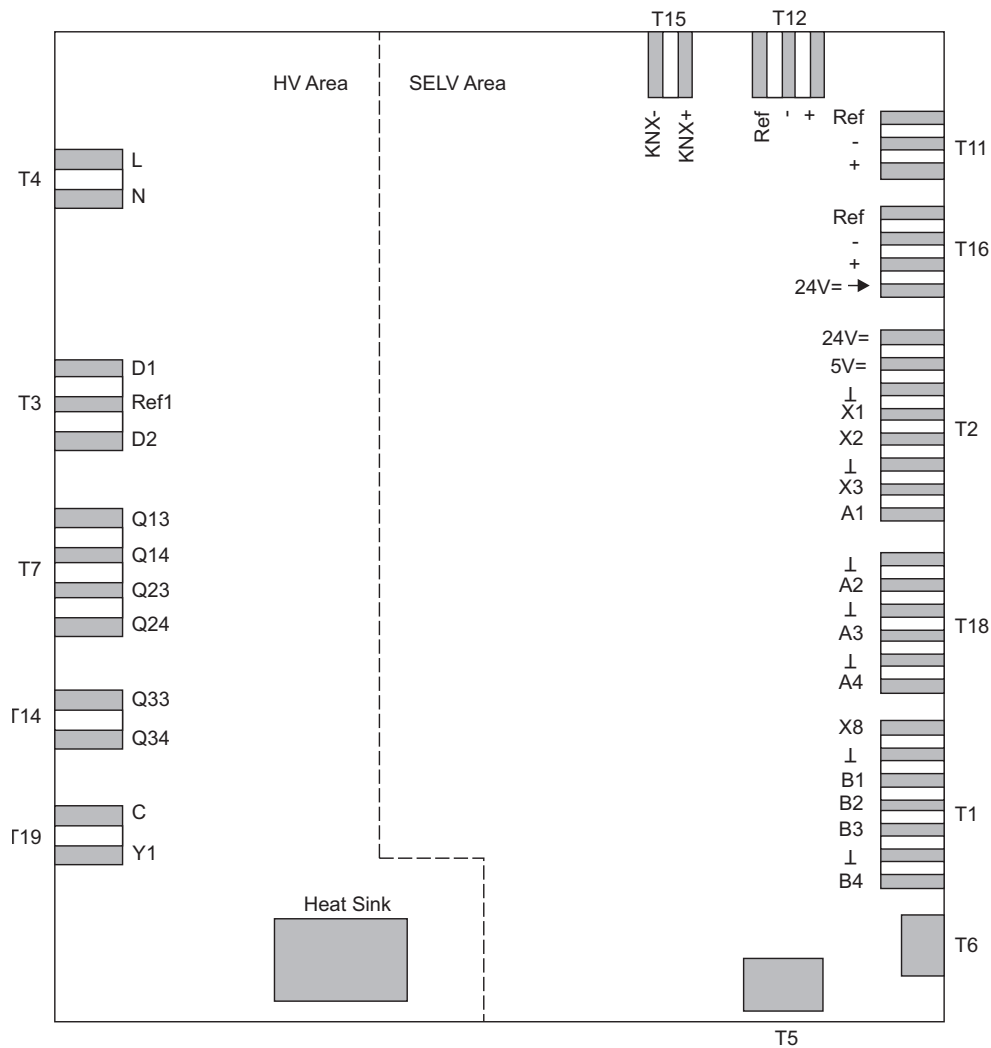 T15
T12
HV Area
SELV Area
KNX-
KNX+
Ref
-
+
Ref
-
+
T11
T4
L
N
Ref
-
+
24V=
T16
24V=
5V=
⊥
X1
X2
⊥
X3
A1
T2
T3
D1
Ref1
D2
T7
Q13
Q14
Q23
Q24
⊥
A2
⊥
A3
⊥
A4
T18
T14
Q33
Q34
X8
⊥
B1
B2
B3
⊥
B4
T1
T19
C
Y1
Heat Sink
T6
T5